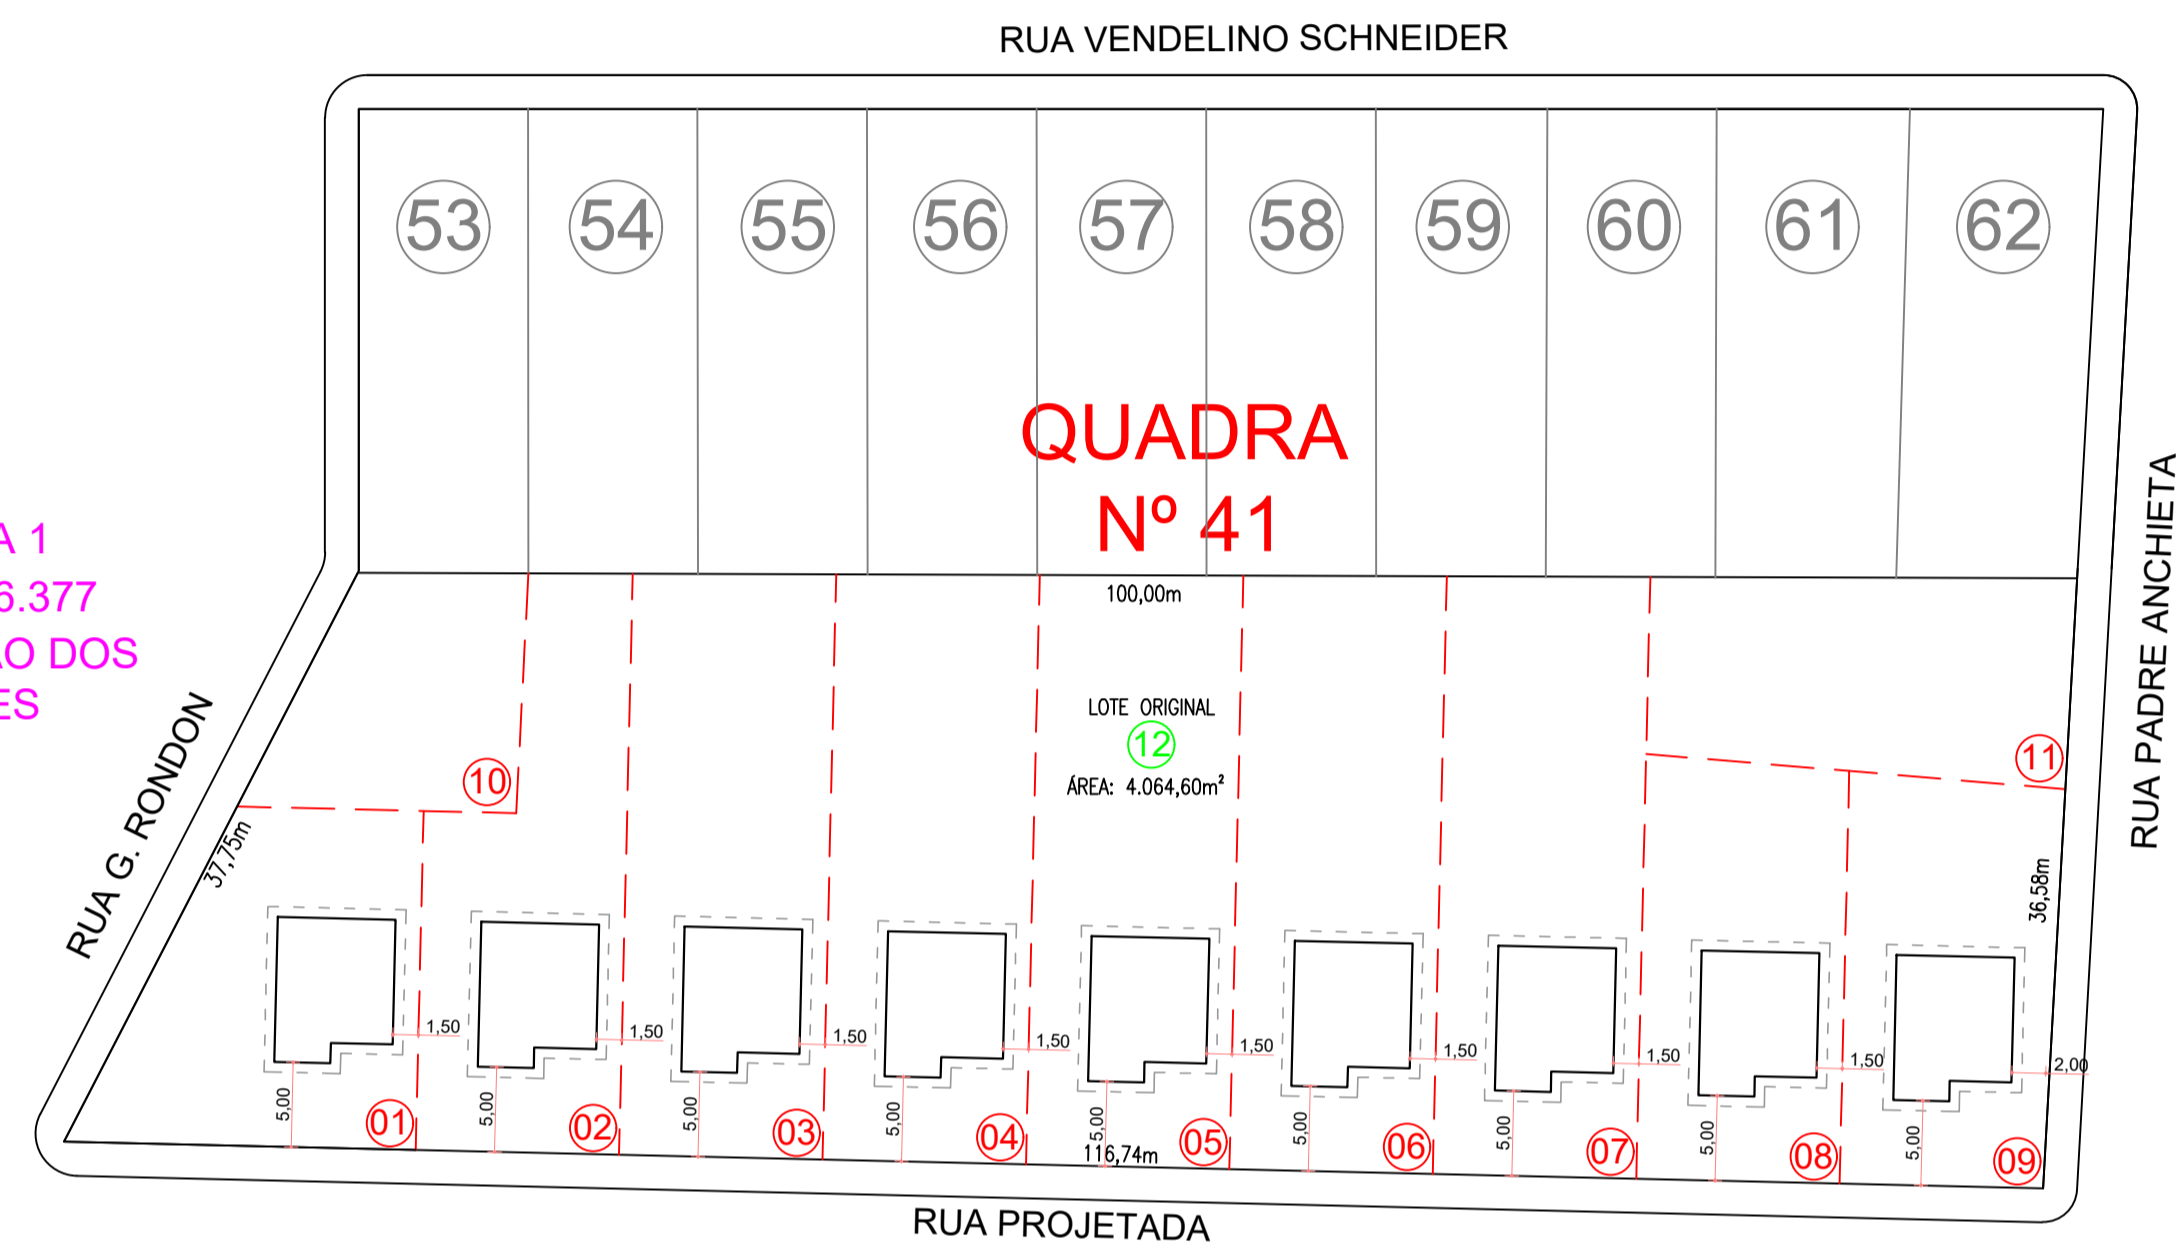 RUA VENDELINO SCHNEIDER
53 54 55 56 57 58 59 60 61 62
QUADRA
Nº 41
A 1
6.377
ÃO DOS
ES
100,00m
LOTE ORIGINAL
12
ÁREA: 4.064,60m²
10
11
RUA G. RONDON
37,75m
RUA PADRE ANCHIETA
36,58m
1,50 1,50 1,50 1,50 1,50 1,50 1,50 1,50 2,00
5,00 5,00 5,00 5,00 5,00 5,00 5,00 5,00 5,00
01 02 03 04 05 06 07 08 09
116,74m
RUA PROJETADA